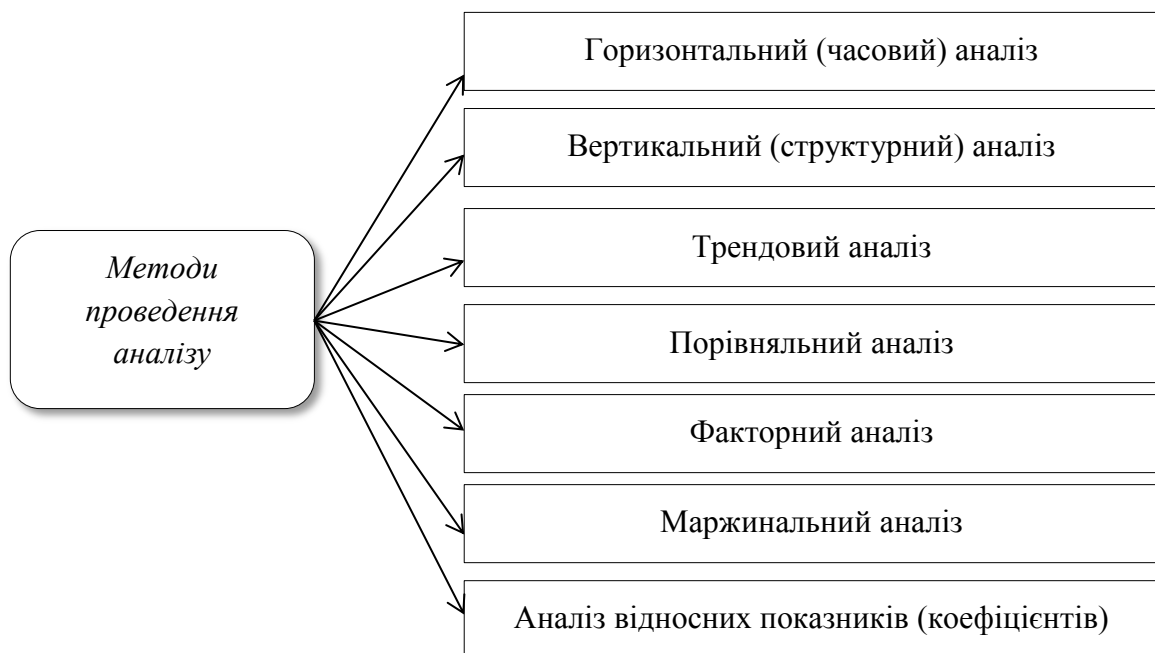 Методи
проведення
аналізу
Горизонтальний (часовий) аналіз
Вертикальний (структурний) аналіз
Трендовий аналіз
Порівняльний аналіз
Факторний аналіз
Маржинальний аналіз
Аналіз відносних показників (коефіцієнтів)